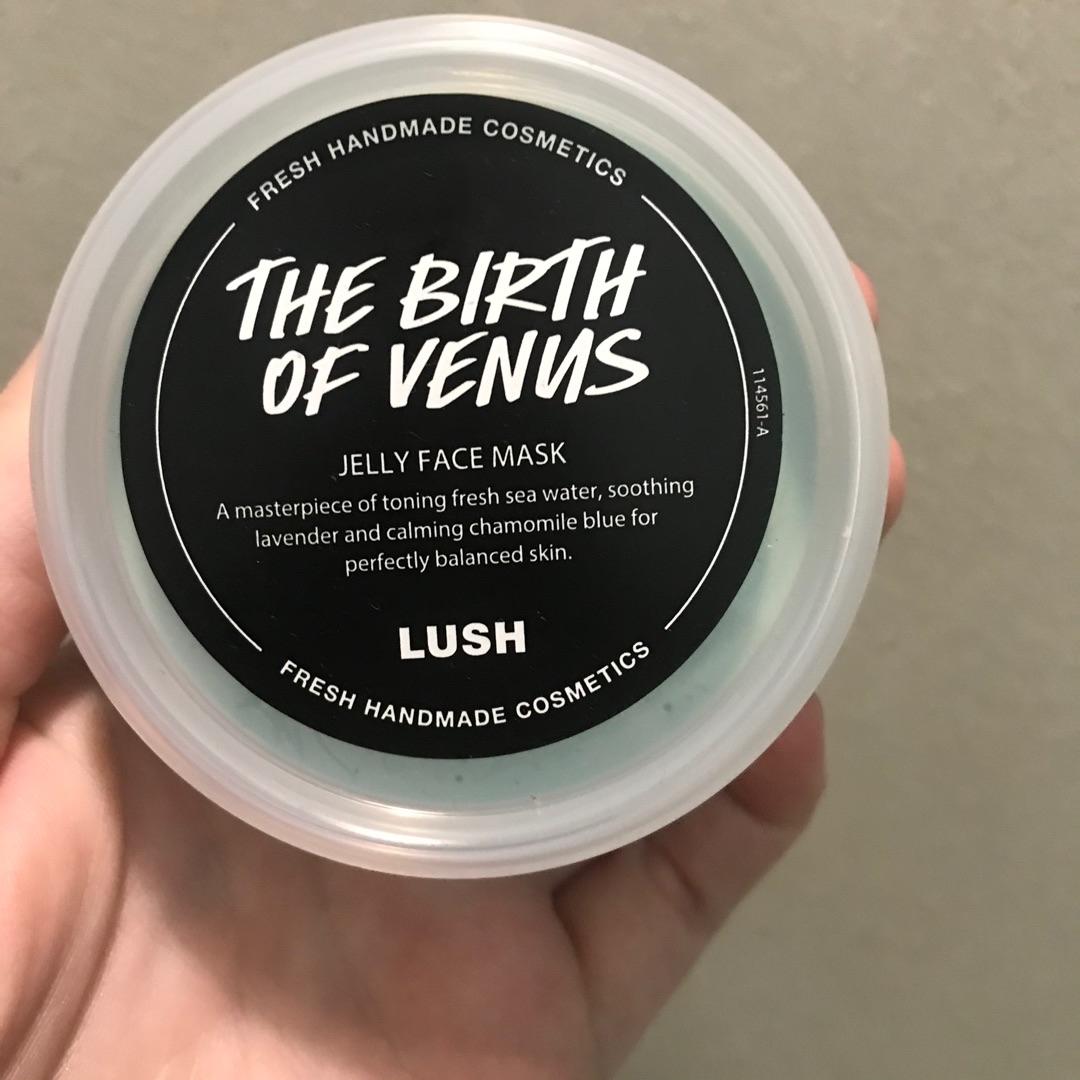 FRESH HANDMADE COSMETICS
THE BIRTH
OF VENUS
JELLY FACE MASK
A masterpiece of toning fresh sea water, soothing
lavender and calming chamomile blue for
perfectly balanced skin.
LUSH
FRESH HANDMADE COSMETICS
114561-A